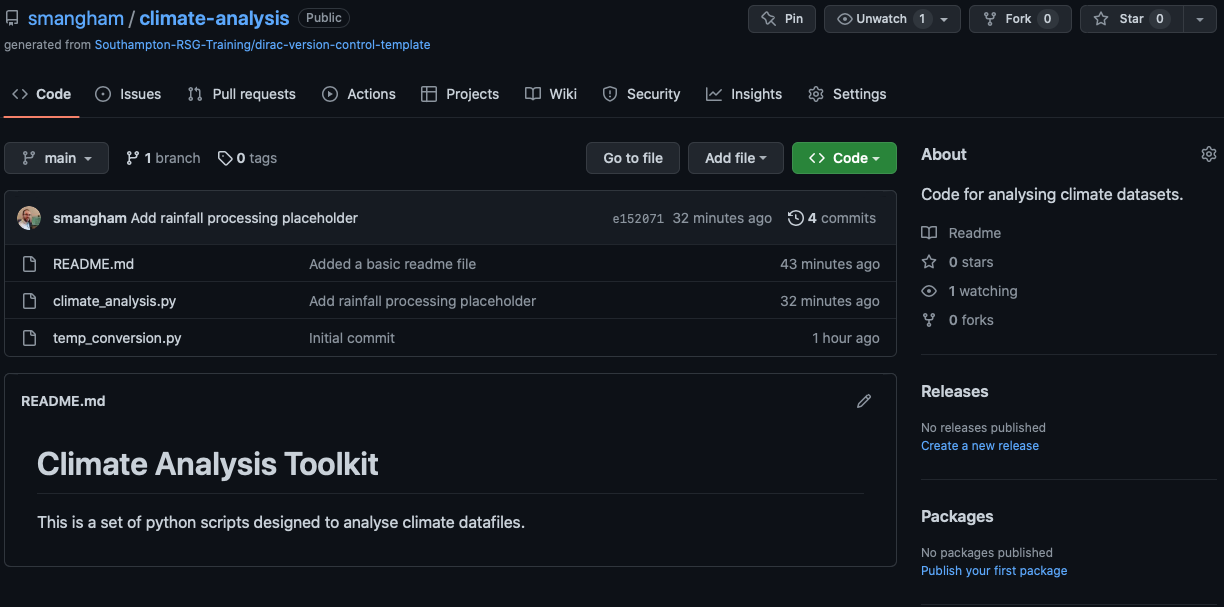 smangham / climate-analysis Public Pin Unwatch 1 Fork 0 Star 0
generated from Southampton-RSG-Training/dirac-version-control-template
Code Issues Pull requests Actions Projects Wiki Security Insights Settings
main 1 branch 0 tags Go to file Add file Code
smangham Add rainfall processing placeholder e152071 32 minutes ago 4 commits
README.md Added a basic readme file 43 minutes ago
climate_analysis.py Add rainfall processing placeholder 32 minutes ago
temp_conversion.py Initial commit 1 hour ago
README.md
Climate Analysis Toolkit
This is a set of python scripts designed to analyse climate datafiles.
About
Code for analysing climate datasets.
Readme
0 stars
1 watching
0 forks
Releases
No releases published
Create a new release
Packages
No packages published
Publish your first package